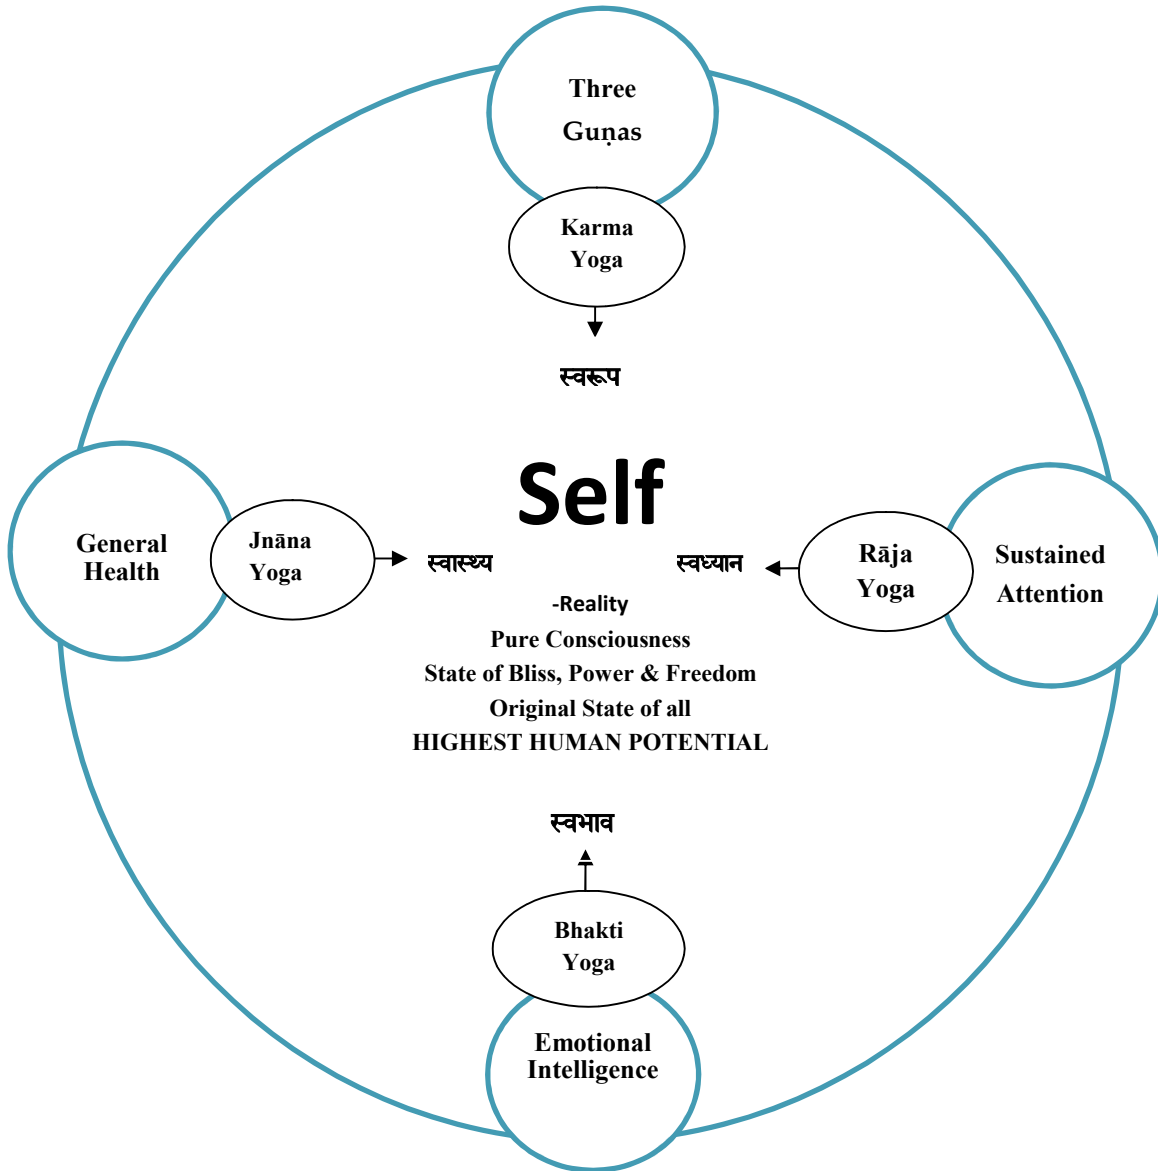 Three
Guṇas
Karma
Yoga
स्वरूप
Self
General
Health
Jnāna
Yoga
स्वास्थ्य
स्वध्यान
Rāja
Yoga
Sustained
Attention
-Reality
Pure Consciousness
State of Bliss, Power & Freedom
Original State of all
HIGHEST HUMAN POTENTIAL
स्वभाव
Bhakti
Yoga
Emotional
Intelligence